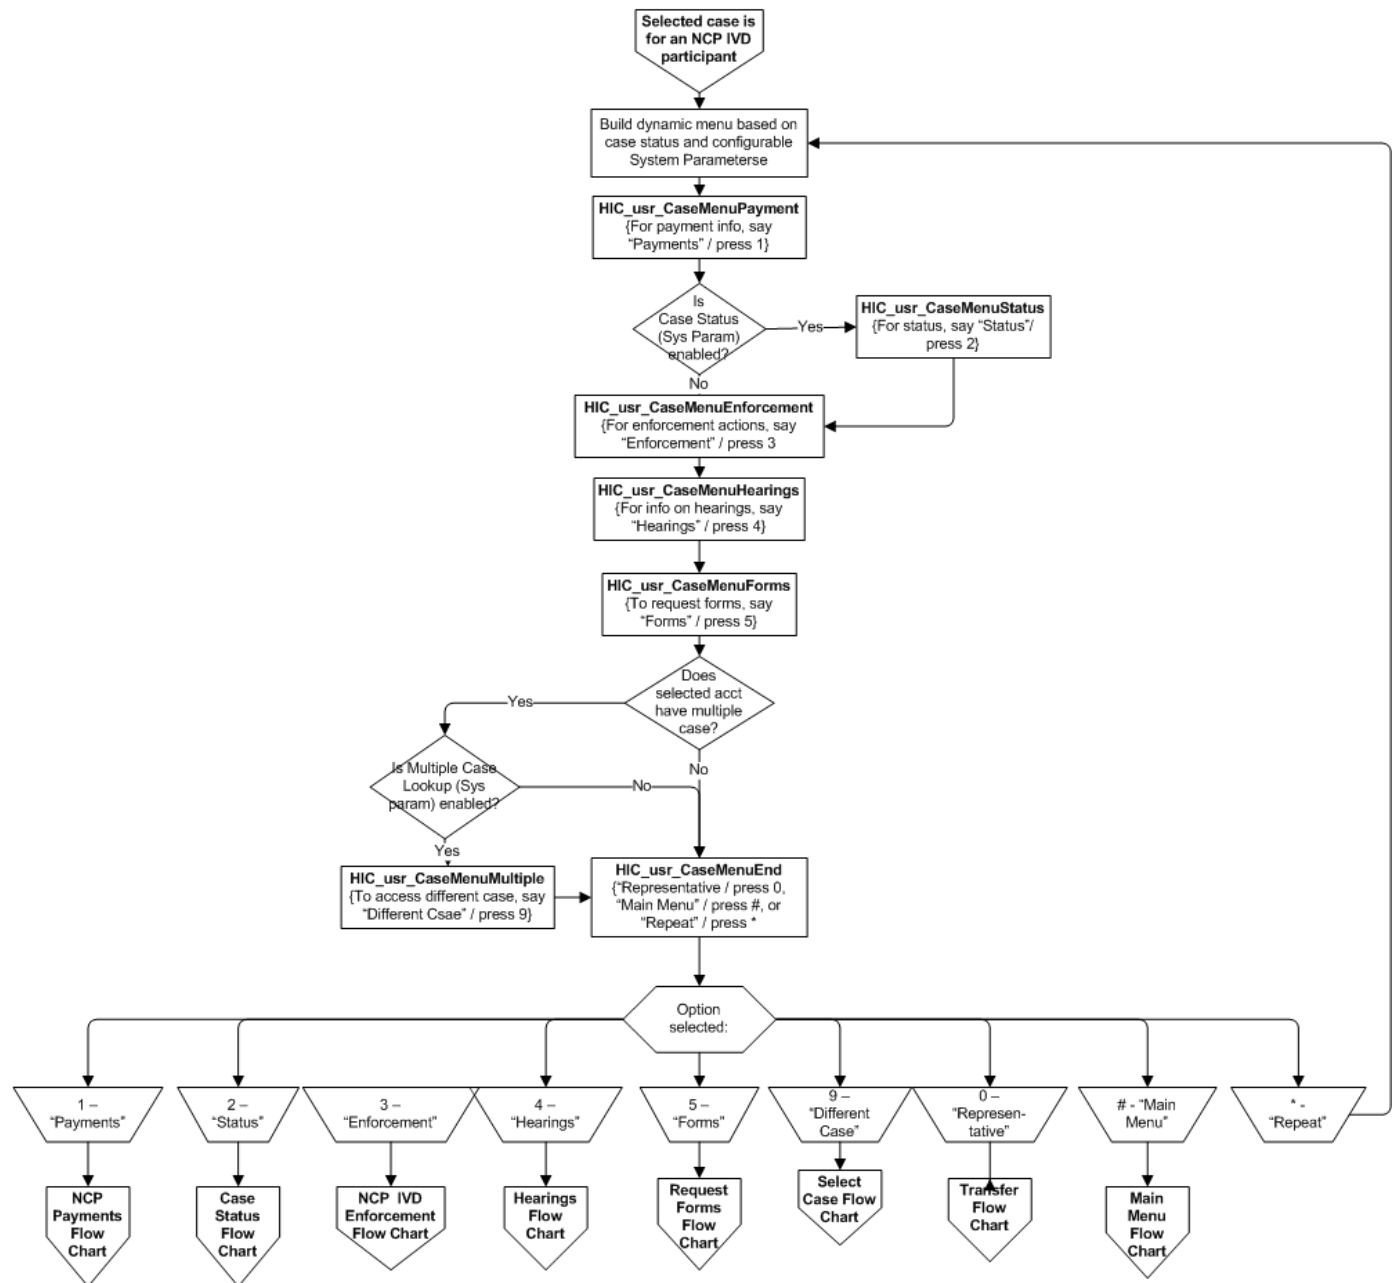 Selected case is
for an NCP IVD
participant
Build dynamic menu based on
case status and configurable
System Parameterse
HIC_usr_CaseMenuPayment
{For payment info, say
“Payments” / press 1}
Is
Case Status
(Sys Param)
enabled?
Yes
HIC_usr_CaseMenuStatus
{For status, say “Status”/
press 2}
No
HIC_usr_CaseMenuEnforcement
{For enforcement actions, say
“Enforcement” / press 3
HIC_usr_CaseMenuHearings
{For info on hearings, say
“Hearings” / press 4}
HIC_usr_CaseMenuForms
{To request forms, say
“Forms” / press 5}
Does
selected acct
have multiple
case?
Yes
No
Is Multiple Case
Lookup (Sys
param) enabled?
No
Yes
HIC_usr_CaseMenuMultiple
{To access different case, say
“Different Csae” / press 9}
HIC_usr_CaseMenuEnd
{“Representative / press 0,
“Main Menu” / press #, or
“Repeat” / press *
Option
selected:
1 –
“Payments”
2 –
“Status”
3 –
“Enforcement”
4 –
“Hearings”
5 –
“Forms”
9 –
“Different
Case”
0 –
“Represen-
tative”
# - “Main
Menu”
* -
“Repeat”
NCP
Payments
Flow
Chart
Case
Status
Flow
Chart
NCP IVD
Enforcement
Flow Chart
Hearings
Flow
Chart
Request
Forms
Flow
Chart
Select
Case Flow
Chart
Transfer
Flow
Chart
Main
Menu
Flow
Chart